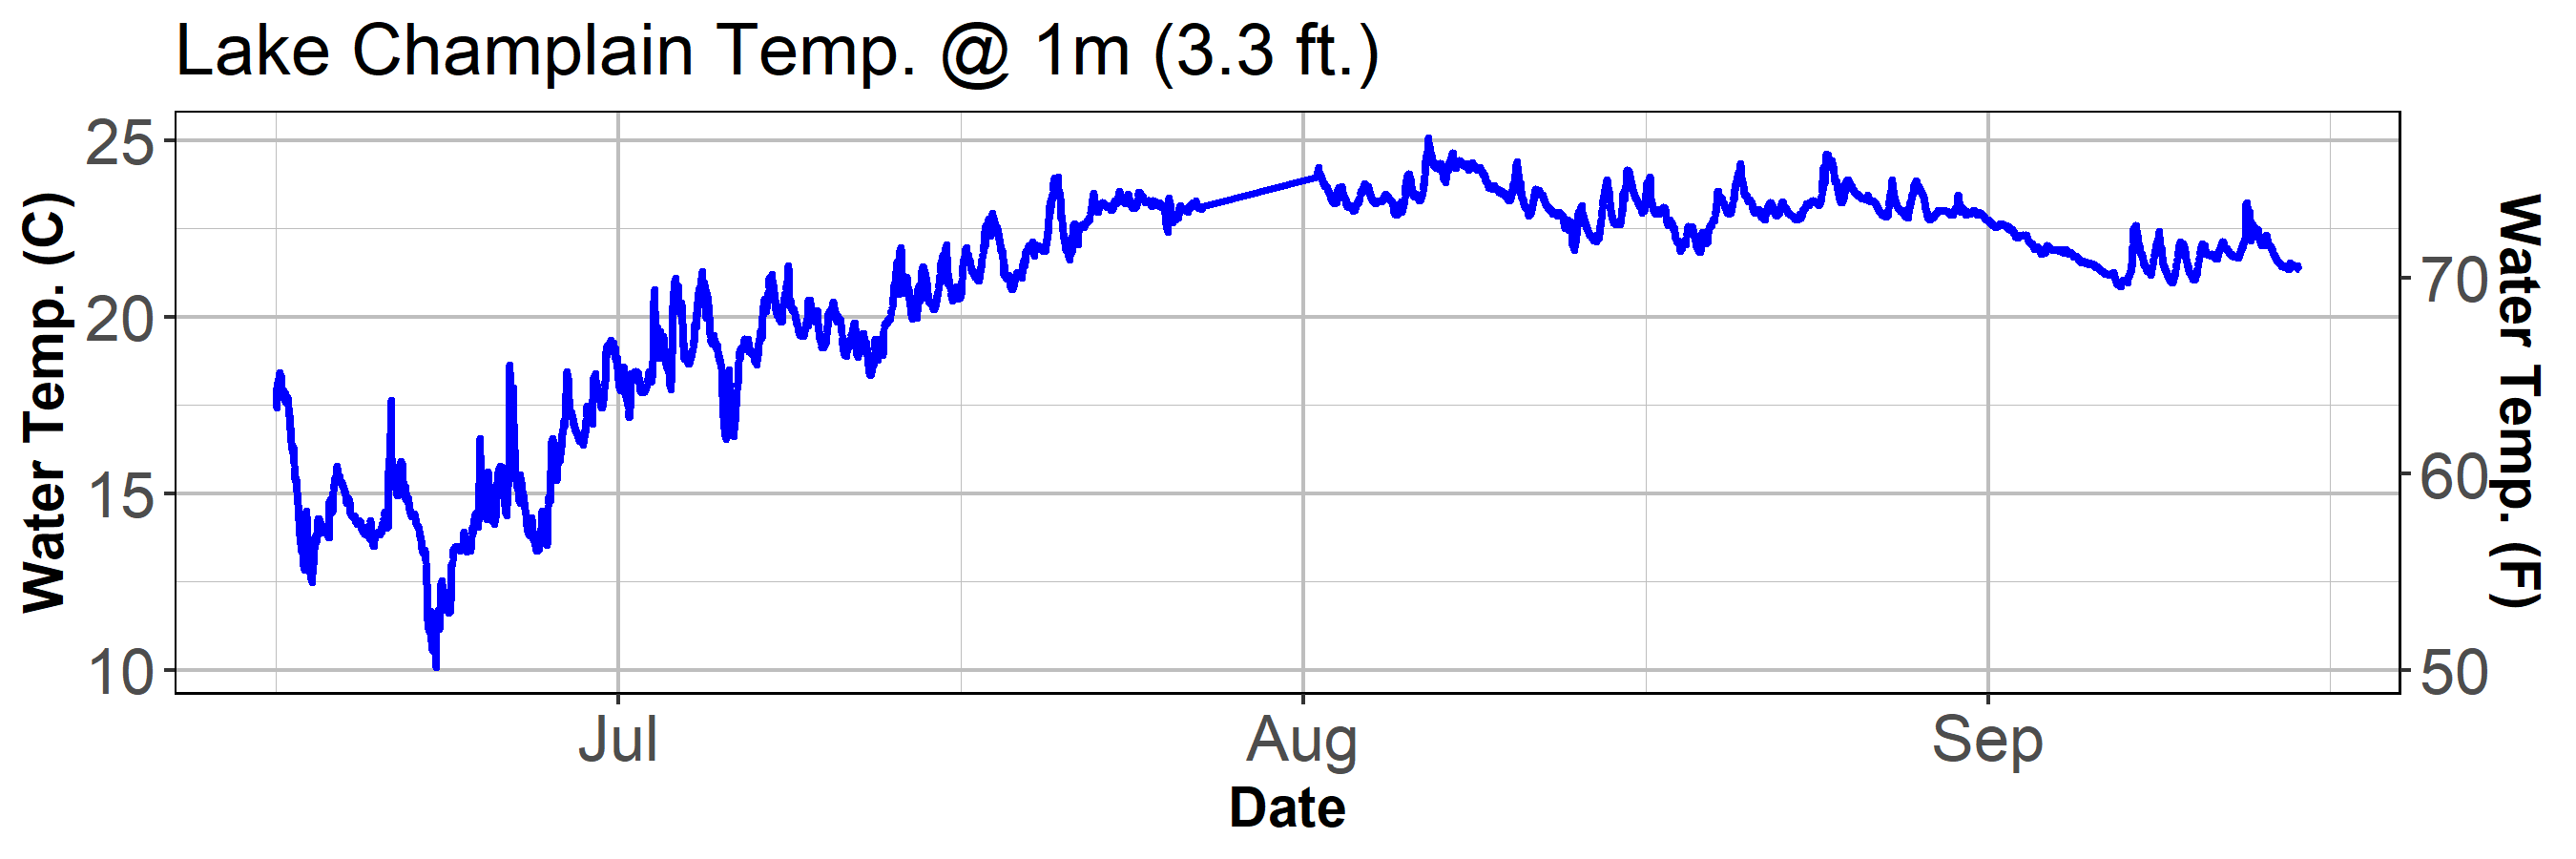 Lake Champlain Temp. @ 1m (3.3 ft.)
Water Temp. (C)
25
20
15
10
70
60
50
Water Temp. (F)
Jul
Aug
Sep
Date